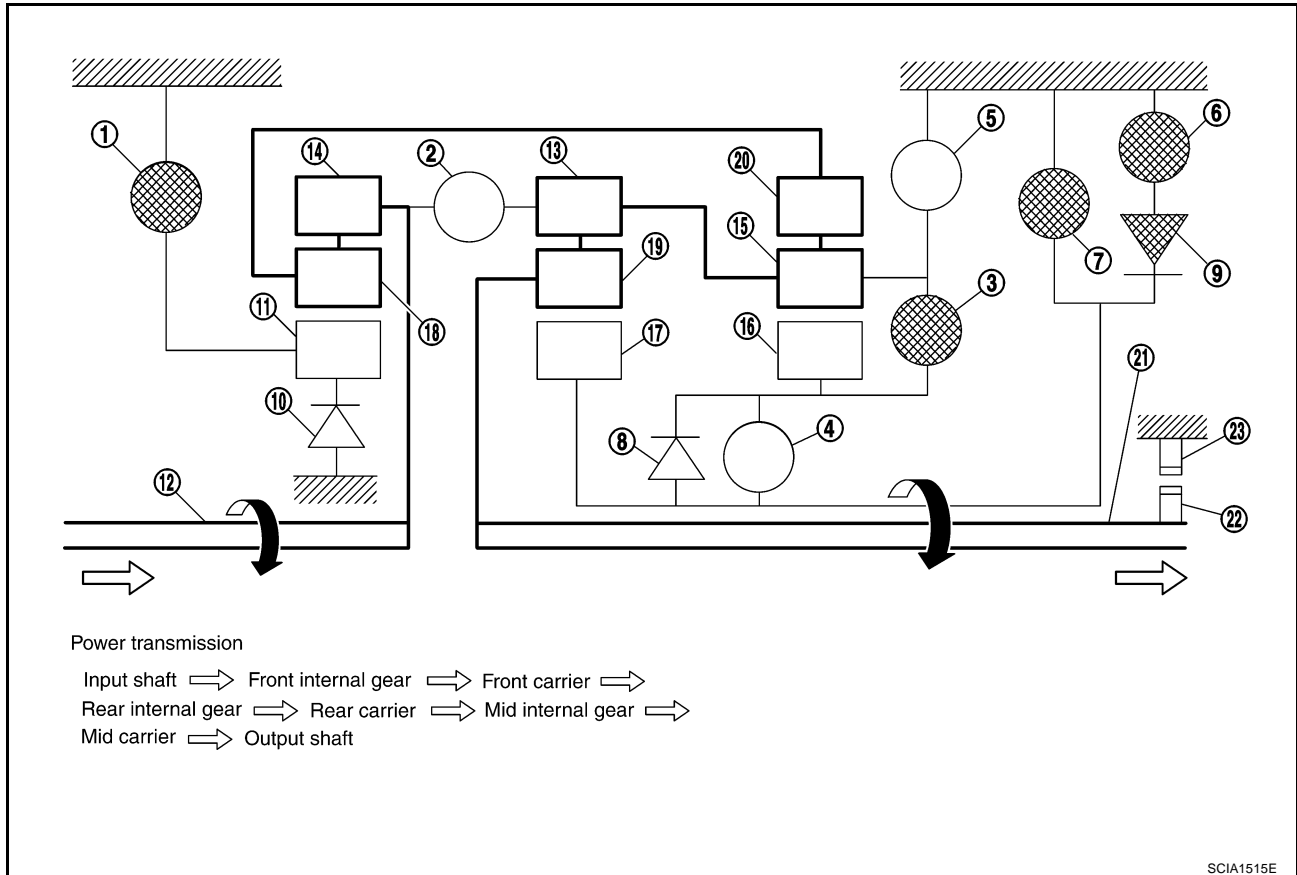 ① ⑭ ② ⑬ ⑳ ⑤ ⑥
⑮ ⑲ ⑦ ⑨
⑪ ⑱ ⑰ ⑯ ③
⑩ ⑧ ④ ㉑
⑫ ㉓
㉒
Power transmission
Input shaft ⇨ Front internal gear ⇨ Front carrier ⇨
Rear internal gear ⇨ Rear carrier ⇨ Mid internal gear ⇨
Mid carrier ⇨ Output shaft
SCIA1515E